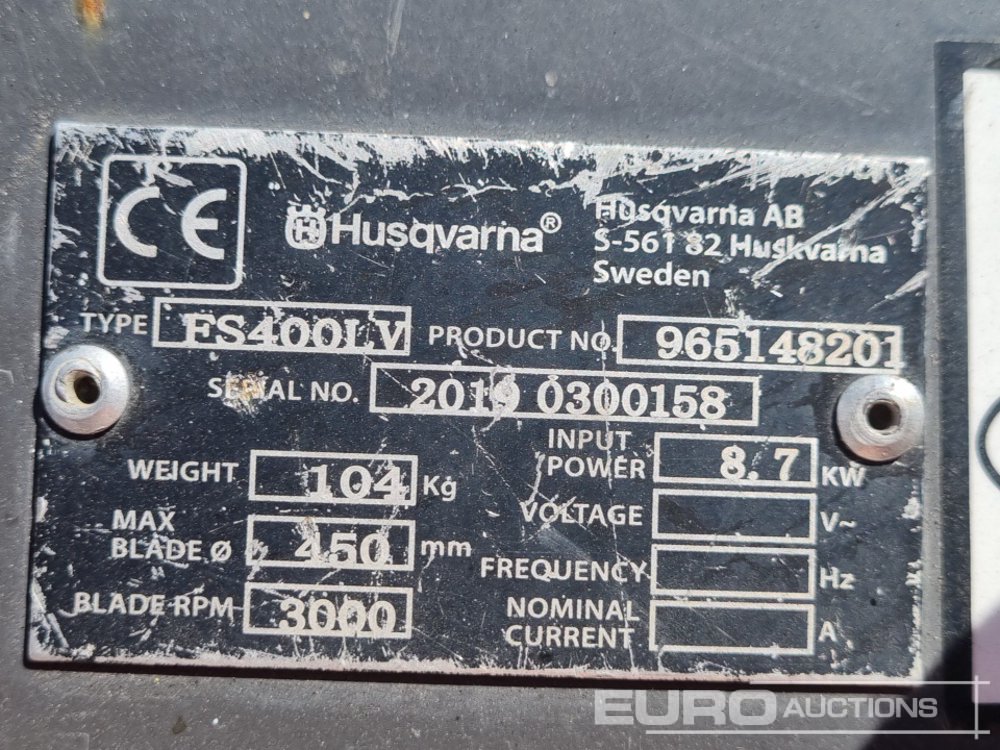 CE
Husqvarna®
Husqvarna AB
S-561 82 Huskvarna
Sweden
TYPE FS400LV PRODUCT NO. 965148201
SERIAL NO. 2019 0300158
WEIGHT 104 Kg
MAX BLADE Ø 450 mm
BLADE RPM 3000
INPUT POWER 8.7 KW
VOLTAGE V~
FREQUENCY Hz
NOMINAL CURRENT A
EURO AUCTIONS